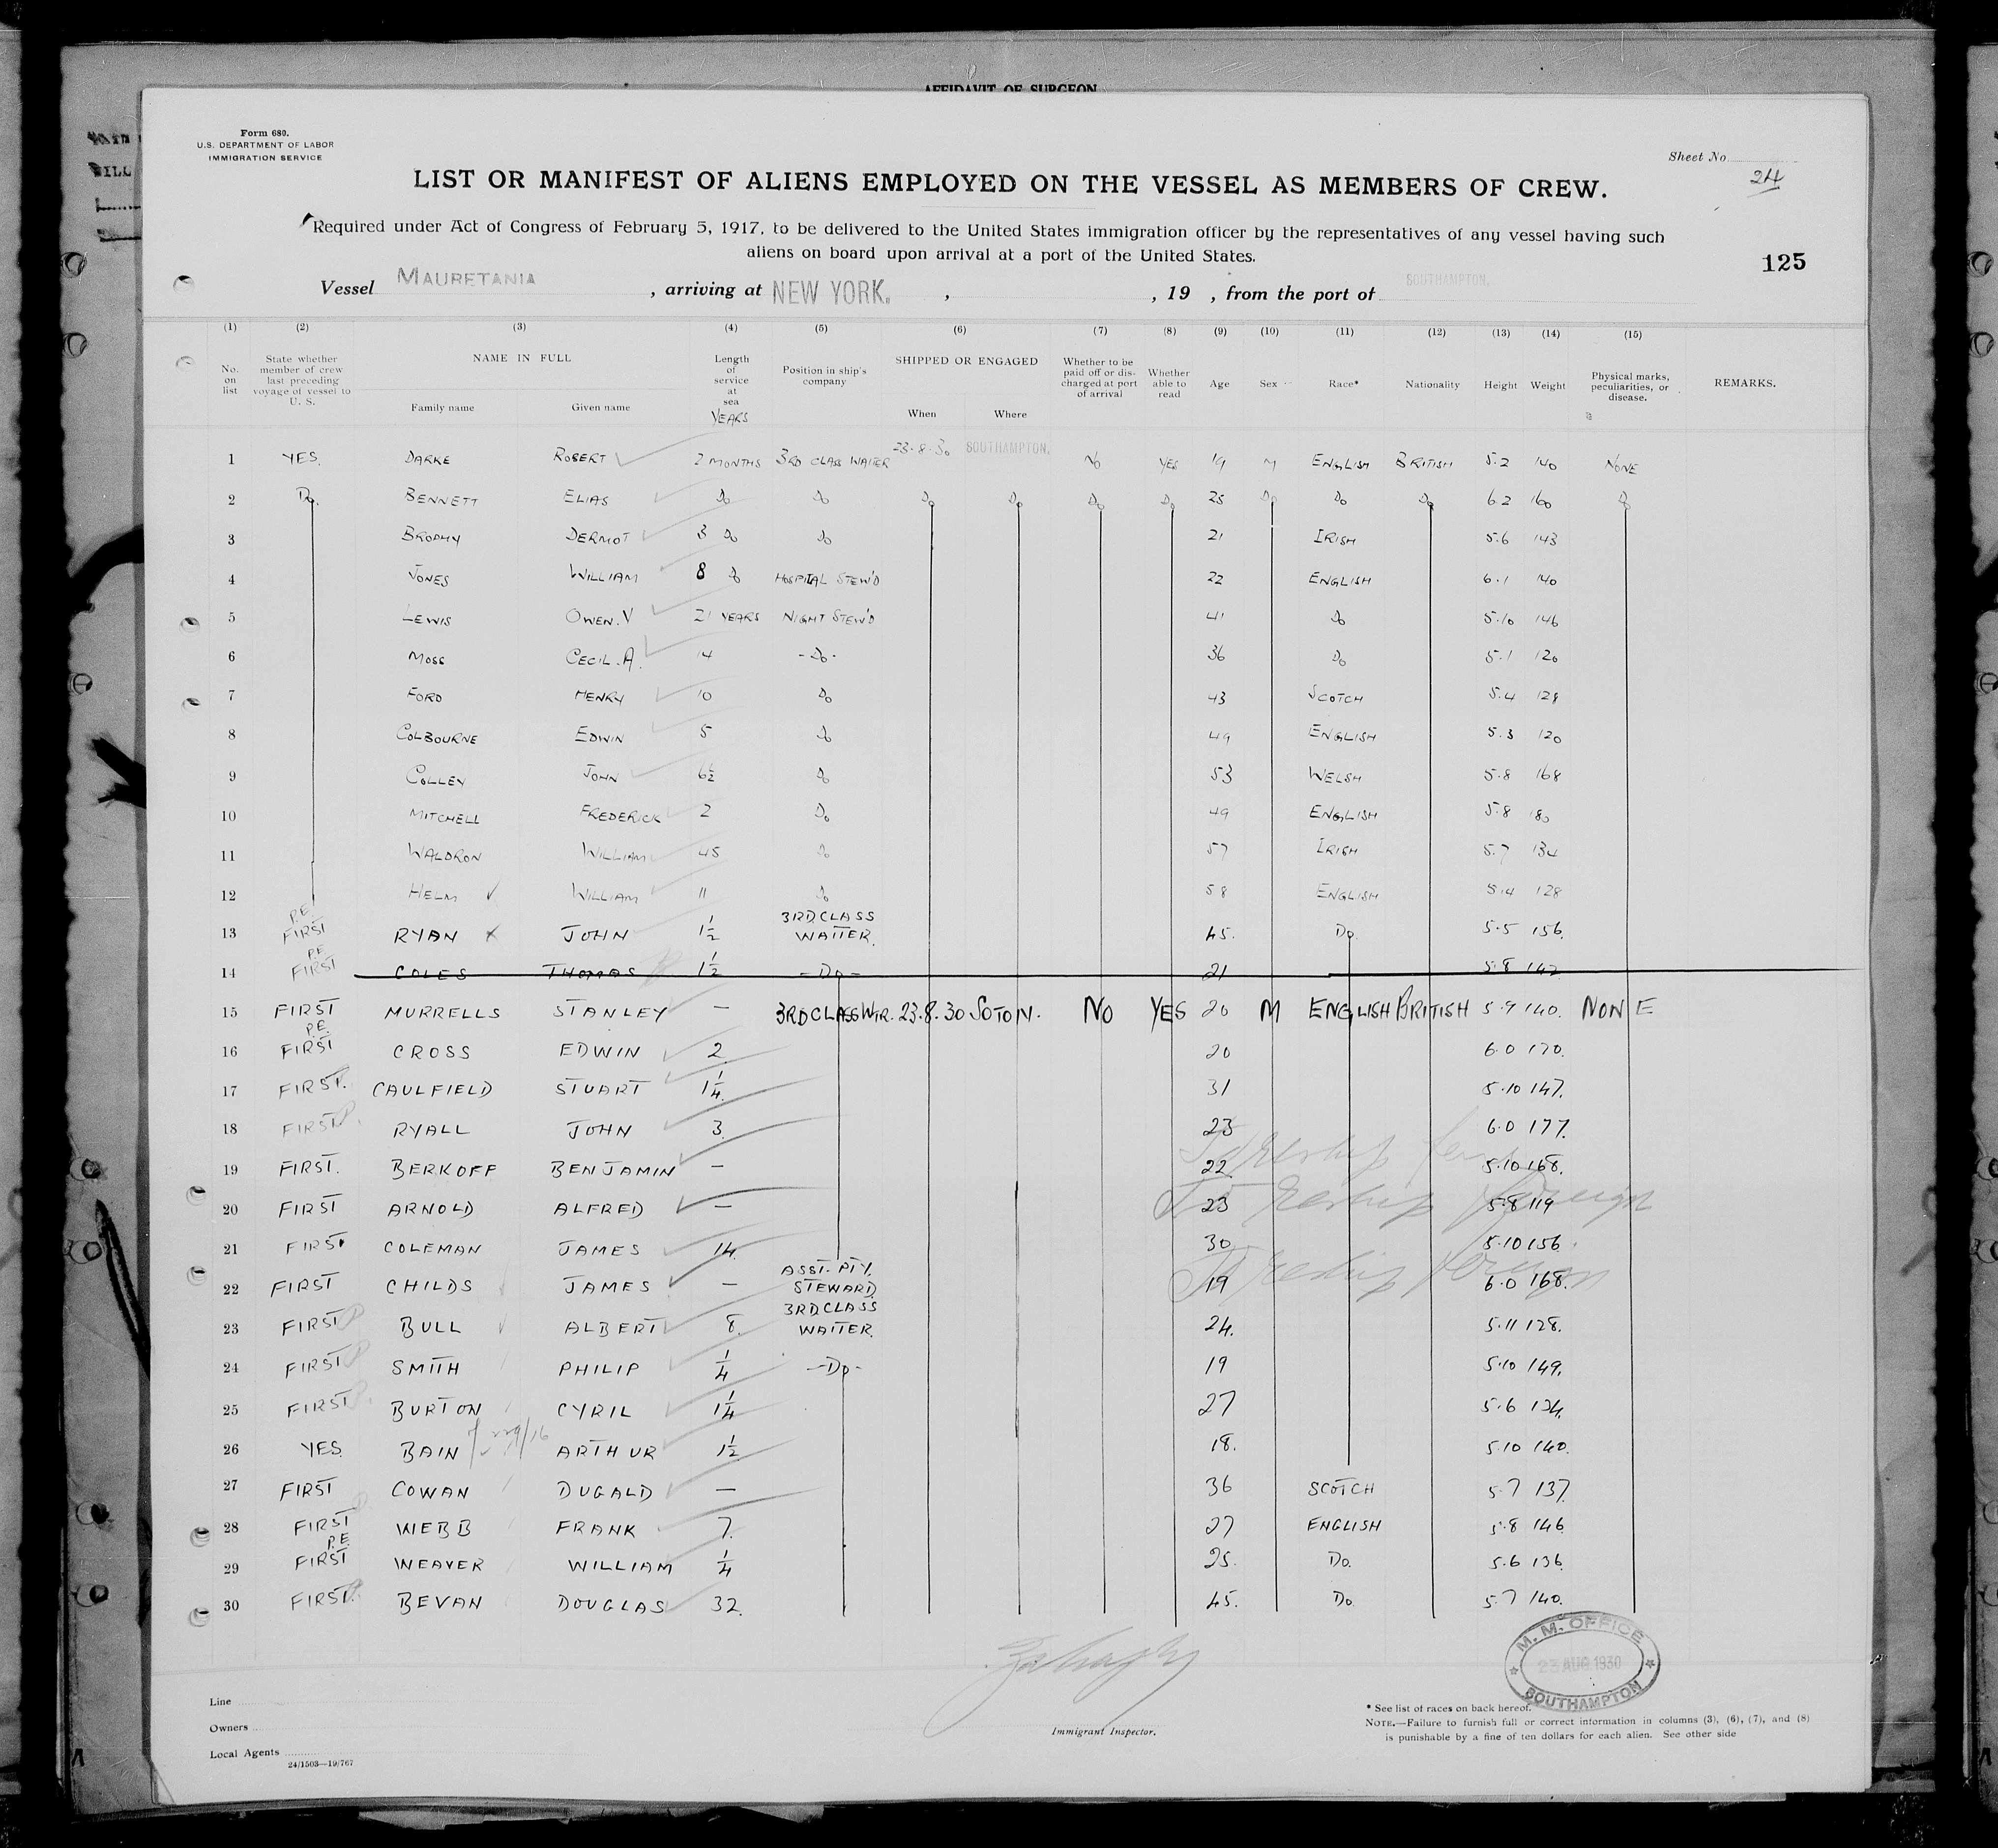 AFFIDAVIT OF SURGEON
Form 680.
U.S. DEPARTMENT OF LABOR
IMMIGRATION SERVICE
Sheet No. 24
LIST OR MANIFEST OF ALIENS EMPLOYED ON THE VESSEL AS MEMBERS OF CREW.
Required under Act of Congress of February 5, 1917, to be delivered to the United States immigration officer by the representatives of any vessel having such
aliens on board upon arrival at a port of the United States.
125
Vessel MAURETANIA , arriving at NEW YORK. , , 19 , from the port of SOUTHAMPTON.
(1) (2) (3) (4) (5) (6) (7) (8) (9) (10) (11) (12) (13) (14) (15)
No. on list State whether member of crew last preceding voyage of vessel to U. S. NAME IN FULL Family name Given name Length of service at sea YEARS Position in ship's company SHIPPED OR ENGAGED When Where Whether to be paid off or discharged at port of arrival Whether able to read Age Sex Race* Nationality Height Weight Physical marks, peculiarities, or disease. REMARKS.
1 YES. DARKE ROBERT 2 MONTHS 3RD CLASS WAITER 23.8.30 SOUTHAMPTON. NO YES 19 M ENGLISH BRITISH 5.2 140 NONE
2 Do. BENNETT ELIAS Do Do Do Do Do Do 25 Do Do Do 6.2 160 Do
3 BROPHY DERMOT 3 Do Do 21 IRISH 5.6 143
4 JONES WILLIAM 8 Do HOSPITAL STEW'D 22 ENGLISH 6.1 140
5 LEWIS OWEN.V 21 YEARS NIGHT STEW'D 41 Do 5.10 146
6 MOSS CECIL.A. 14 -Do- 36 Do 5.1 120
7 FORD HENRY 10 Do 43 SCOTCH 5.4 128
8 COLBOURNE EDWIN 5 Do 49 ENGLISH 5.3 120
9 COLLEY JOHN 6½ Do 53 WELSH 5.8 168
10 MITCHELL FREDERICK 2 Do 49 ENGLISH 5.8 180
11 WALDRON WILLIAM 45 Do 57 IRISH 5.7 134
12 HELM WILLIAM 11 Do 58 ENGLISH 5.4 128
13 P.E. FIRST RYAN JOHN 1½ 3RD CLASS WAITER. 45. Do. 5.5 156.
14 P.E. FIRST COLES THOMAS 1½ -Do- 21 5.8 142
15 FIRST MURRELLS STANLEY — 3RD CLASS WTR. 23.8.30 SOTON. NO YES 20 M ENGLISH BRITISH 5.9 140. NONE
16 P.E. FIRST CROSS EDWIN 2 20 6.0 170.
17 FIRST. CAULFIELD STUART 1¼ 31 5.10 147.
18 FIRST RYALL JOHN 3. 23 6.0 177.
19 FIRST. BERKOFF BENJAMIN — 22 5.10 168.
20 FIRST ARNOLD ALFRED — 23 5.8 119
21 FIRST COLEMAN JAMES 14. 30 5.10 156.
22 FIRST CHILDS JAMES — ASST. PTY. STEWARD. 19 6.0 168.
23 FIRST BULL ALBERT 8. 3RD CLASS WAITER. 24. 5.11 128.
24 FIRST SMITH PHILIP ¼ -Do- 19 5.10 149.
25 FIRST BURTON CYRIL 1¼ 27 5.6 124.
26 YES. BAIN ARTHUR 1½ 18. 5.10 140.
27 FIRST COWAN DUGALD — 36 SCOTCH 5.7 137.
28 FIRST WEBB FRANK 7. 27 ENGLISH 5.8 146.
29 P.E. FIRST WEAVER WILLIAM ¼ 25. Do. 5.6 136.
30 FIRST. BEVAN DOUGLAS 32. 45. Do. 5.7 140.
M. M. OFFICE
23 AUG 1930
SOUTHAMPTON
Line
Owners
Local Agents
24/1503—19/767
Immigrant Inspector.
* See list of races on back hereof.
NOTE.—Failure to furnish full or correct information in columns (3), (6), (7), and (8)
is punishable by a fine of ten dollars for each alien. See other side